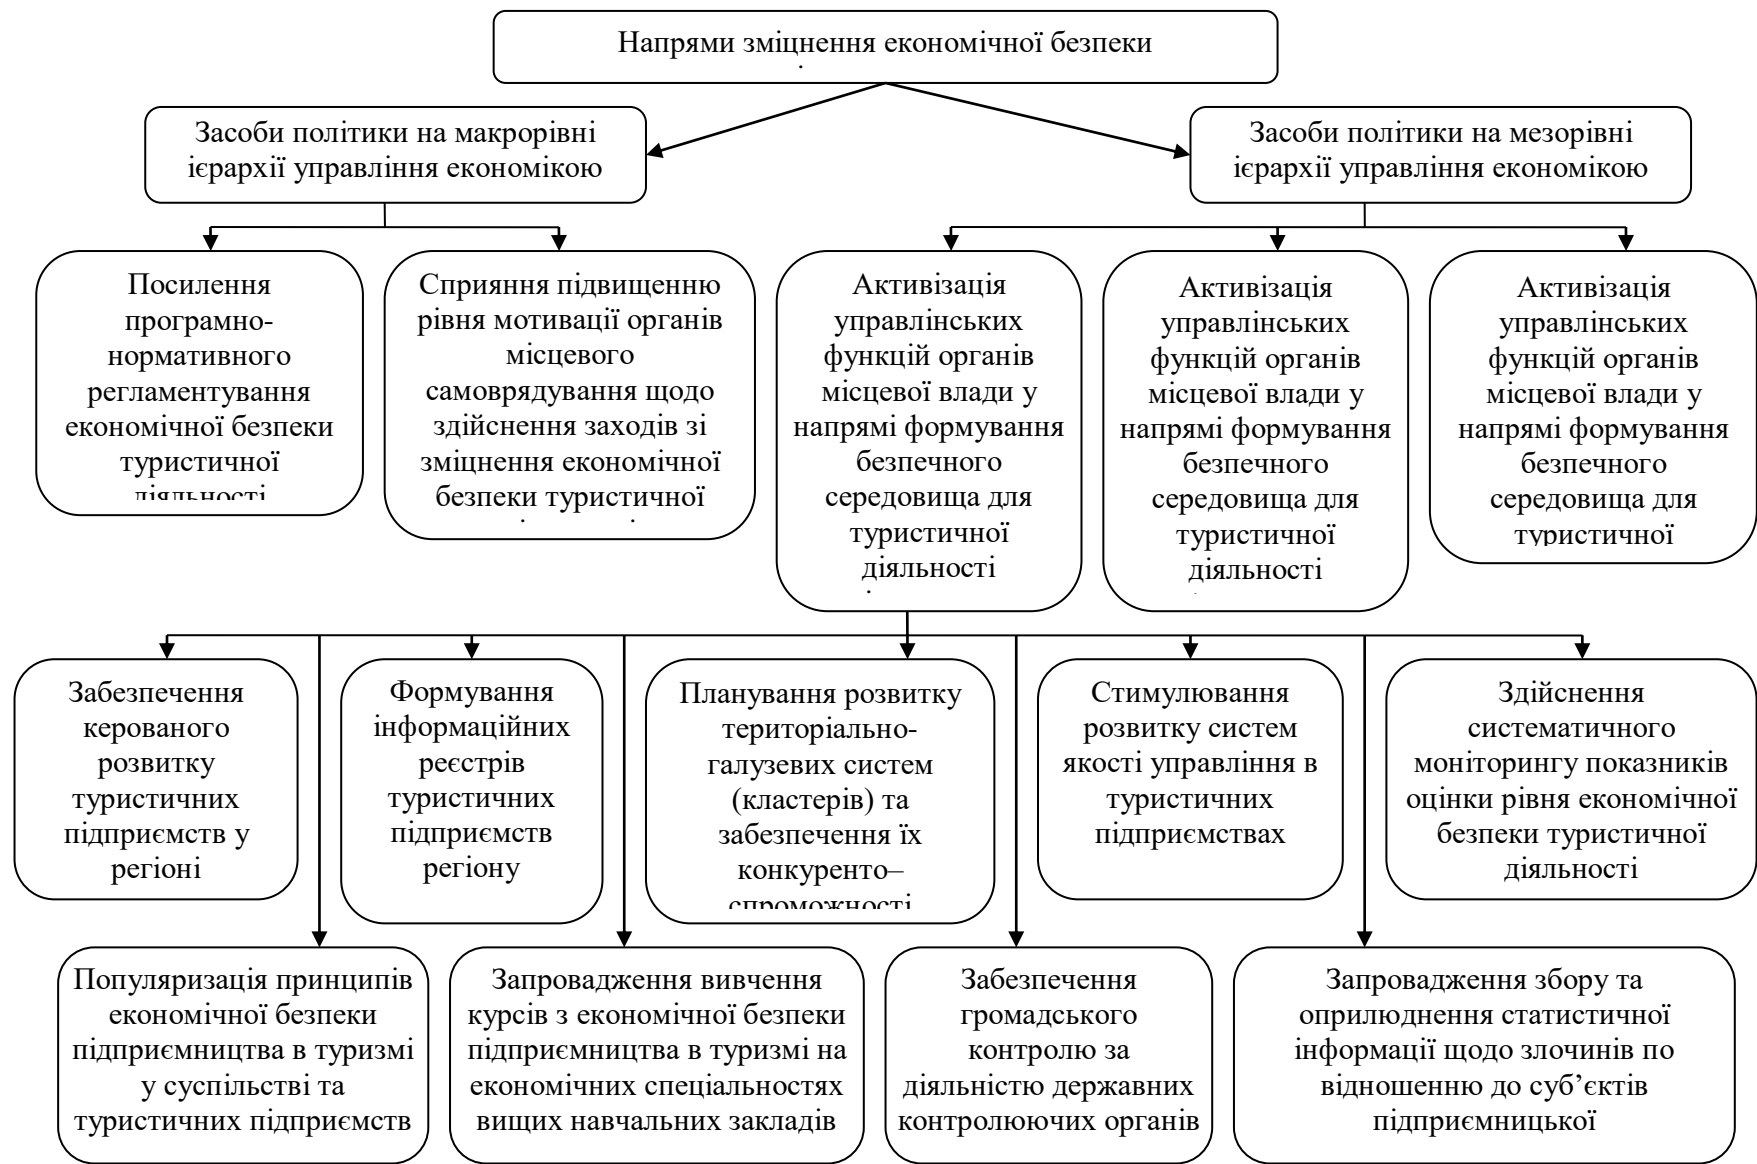 Напрями зміцнення економічної безпеки
Засоби політики на макрорівні
ієрархії управління економікою
Засоби політики на мезорівні
ієрархії управління економікою
Посилення
програмно-
нормативного
регламентування
економічної безпеки
туристичної
діяльності
Сприяння підвищенню
рівня мотивації органів
місцевого
самоврядування щодо
здійснення заходів зі
зміцнення економічної
безпеки туристичної
Активізація
управлінських
функцій органів
місцевої влади у
напрямі формування
безпечного
середовища для
туристичної
діяльності
Активізація
управлінських
функцій органів
місцевої влади у
напрямі формування
безпечного
середовища для
туристичної
діяльності
Активізація
управлінських
функцій органів
місцевої влади у
напрямі формування
безпечного
середовища для
туристичної
Забезпечення
керованого
розвитку
туристичних
підприємств у
регіоні
Формування
інформаційних
реєстрів
туристичних
підприємств
регіону
Планування розвитку
територіально-
галузевих систем
(кластерів) та
забезпечення їх
конкуренто–
спроможності
Стимулювання
розвитку систем
якості управління в
туристичних
підприємствах
Здійснення
систематичного
моніторингу показників
оцінки рівня економічної
безпеки туристичної
діяльності
Популяризація принципів
економічної безпеки
підприємництва в туризмі
у суспільстві та
туристичних підприємств
Запровадження вивчення
курсів з економічної безпеки
підприємництва в туризмі на
економічних спеціальностях
вищих навчальних закладів
Забезпечення
громадського
контролю за
діяльністю державних
контролюючих органів
Запровадження збору та
оприлюднення статистичної
інформації щодо злочинів по
відношенню до суб’єктів
підприємницької